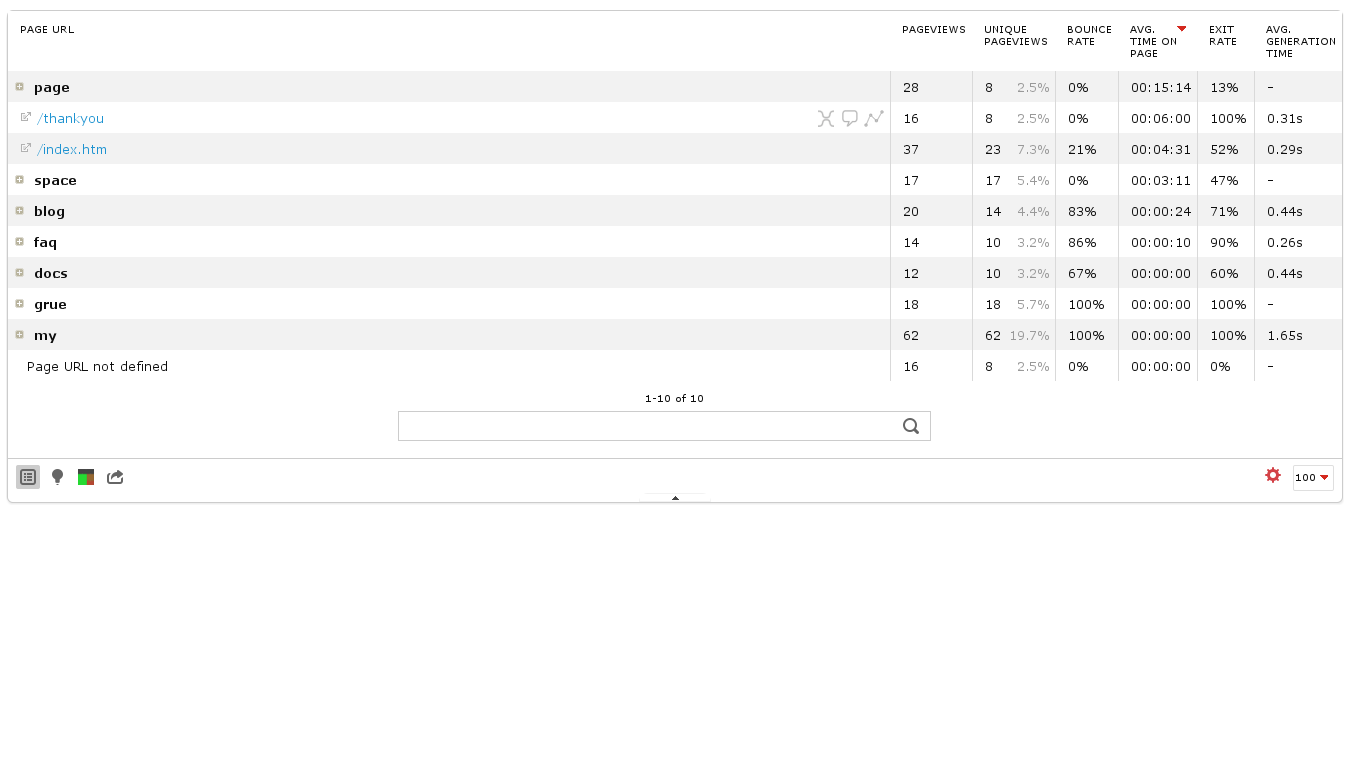 PAGE URL PAGEVIEWS UNIQUE PAGEVIEWS BOUNCE RATE AVG. TIME ON PAGE EXIT RATE AVG. GENERATION TIME
page 28 8 2.5% 0% 00:15:14 13% -
/thankyou 16 8 2.5% 0% 00:06:00 100% 0.31s
/index.htm 37 23 7.3% 21% 00:04:31 52% 0.29s
space 17 17 5.4% 0% 00:03:11 47% -
blog 20 14 4.4% 83% 00:00:24 71% 0.44s
faq 14 10 3.2% 86% 00:00:10 90% 0.26s
docs 12 10 3.2% 67% 00:00:00 60% 0.44s
grue 18 18 5.7% 100% 00:00:00 100% -
my 62 62 19.7% 100% 00:00:00 100% 1.65s
Page URL not defined 16 8 2.5% 0% 00:00:00 0% -
1-10 of 10
100